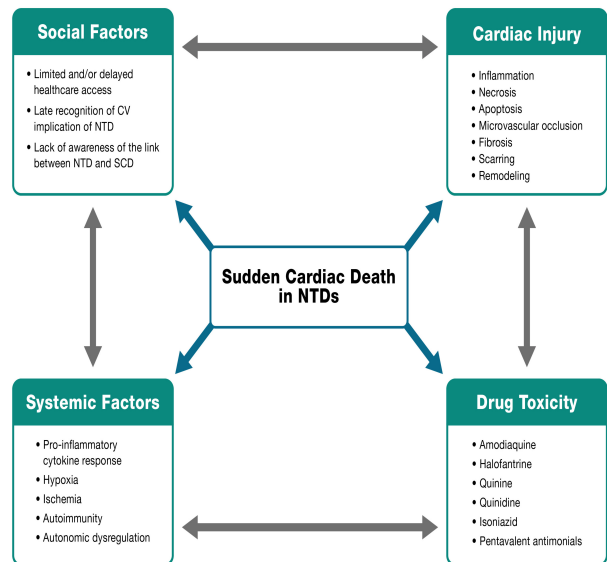 Social Factors
• Limited and/or delayed
healthcare access
• Late recognition of CV
implication of NTD
• Lack of awareness of the link
between NTD and SCD
Cardiac Injury
• Inflammation
• Necrosis
• Apoptosis
• Microvascular occlusion
• Fibrosis
• Scarring
• Remodeling
Sudden Cardiac Death
in NTDs
Systemic Factors
• Pro-inflammatory
cytokine response
• Hypoxia
• Ischemia
• Autoimmunity
• Autonomic dysregulation
Drug Toxicity
• Amodiaquine
• Halofantrine
• Quinine
• Quinidine
• Isoniazid
• Pentavalent antimonials